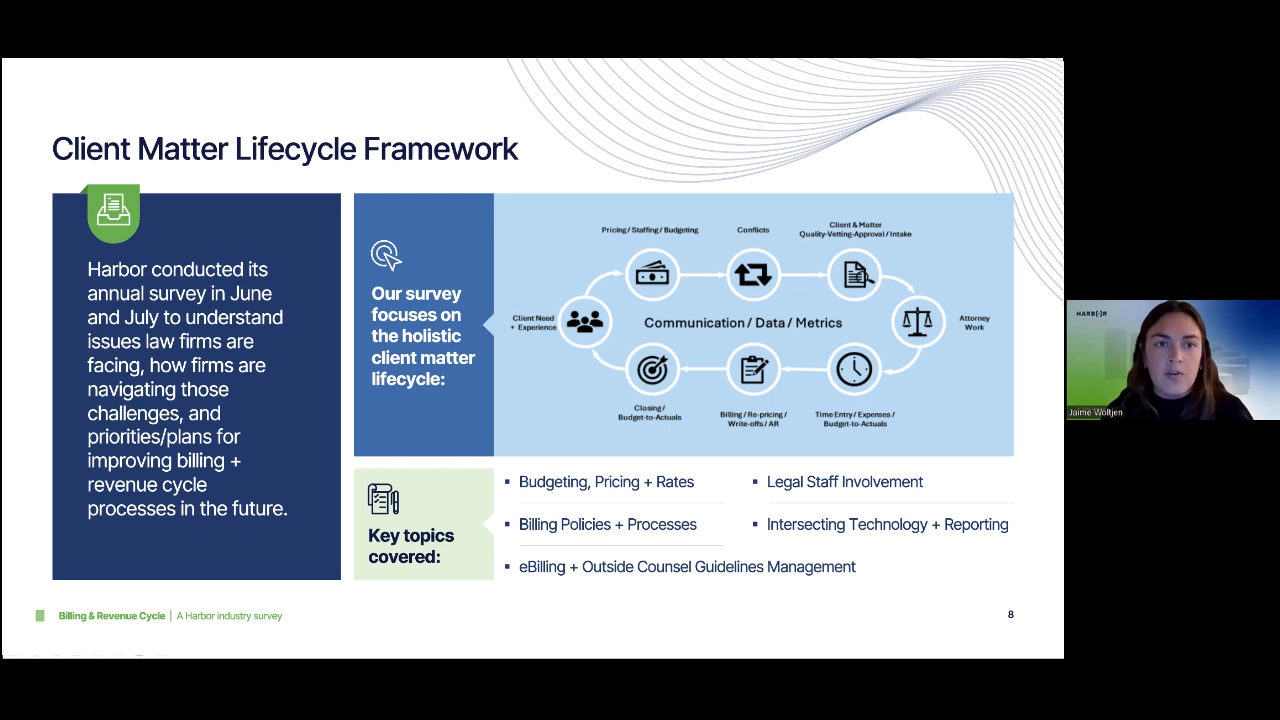 Client Matter Lifecycle Framework
Harbor conducted its
annual survey in June
and July to understand
issues law firms are
facing, how firms are
navigating those
challenges, and
priorities/plans for
improving billing +
revenue cycle
processes in the future.
Our survey
focuses on
the holistic
client matter
lifecycle:
Pricing / Staffing / Budgeting
Conflicts
Client & Matter
Quality-Vetting-Approval / Intake
Client Need
+ Experience
Communication / Data / Metrics
Attorney
Work
Closing /
Budget-to-Actuals
Billing / Re-pricing /
Write-offs / AR
Time Entry / Expenses /
Budget-to-Actuals
Key topics
covered:
▪ Budgeting, Pricing + Rates
▪ Legal Staff Involvement
▪ Billing Policies + Processes
▪ Intersecting Technology + Reporting
▪ eBilling + Outside Counsel Guidelines Management
Billing & Revenue Cycle | A Harbor industry survey
8
HARB(·)R
Jaime Woltjen